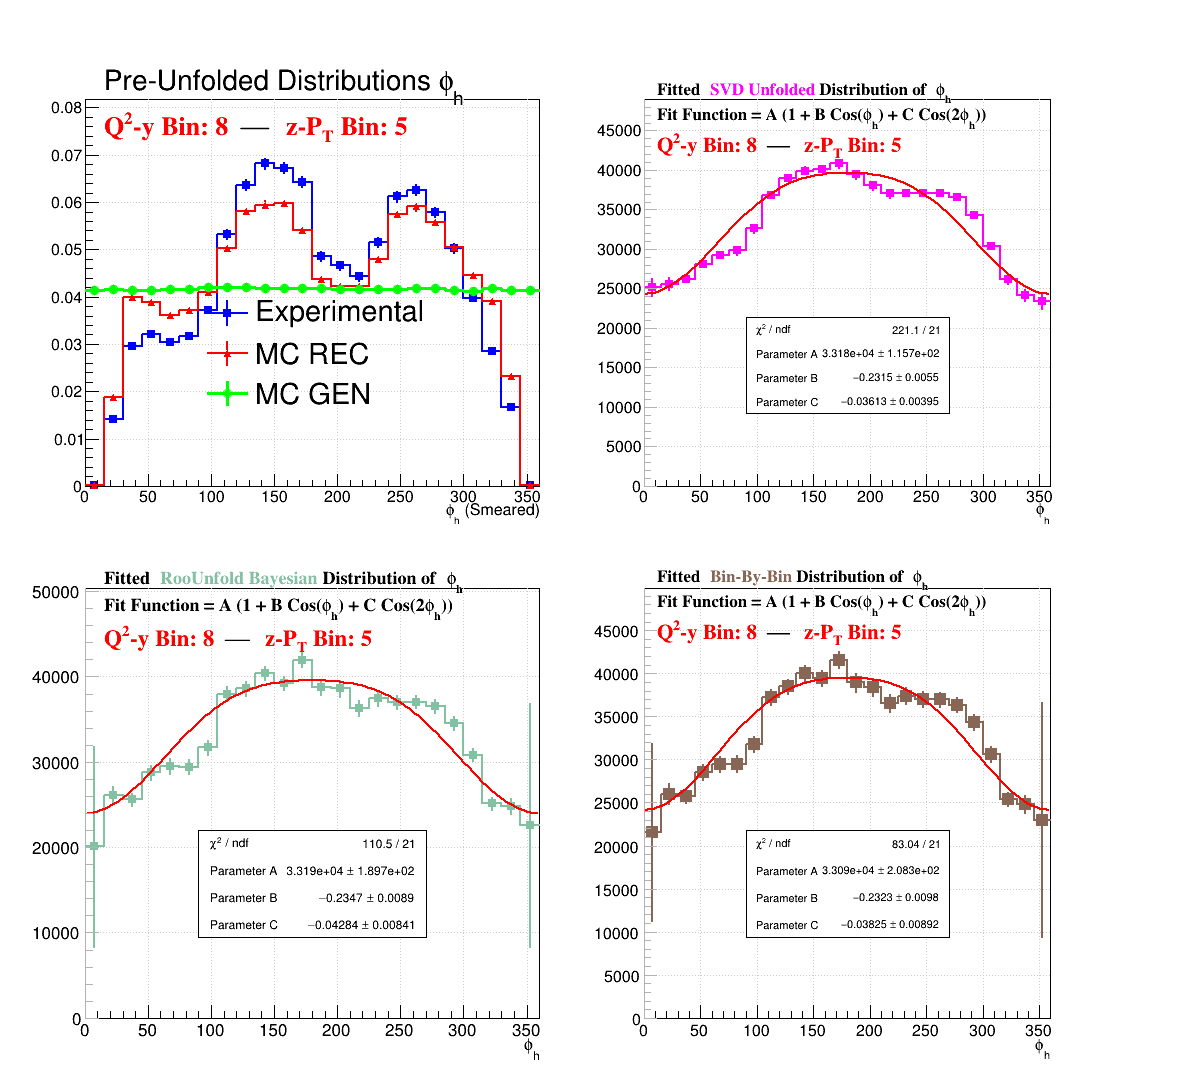 Pre-Unfolded Distributions ϕh
Q²-y Bin: 8 — z-PT Bin: 5
0.08
0.07
0.06
0.05
0.04
0.03
0.02
0.01
0
Experimental
MC REC
MC GEN
0 50 100 150 200 250 300 350
ϕh (Smeared)
Fitted SVD Unfolded Distribution of ϕh
Fit Function = A (1 + B Cos(ϕh) + C Cos(2ϕh))
Q²-y Bin: 8 — z-PT Bin: 5
45000
40000
35000
30000
25000
20000
15000
10000
5000
0
χ² / ndf 221.1 / 21
Parameter A 3.318e+04 ± 1.157e+02
Parameter B −0.2315 ± 0.0055
Parameter C −0.03613 ± 0.00395
0 50 100 150 200 250 300 350
ϕh
Fitted RooUnfold Bayesian Distribution of ϕh
Fit Function = A (1 + B Cos(ϕh) + C Cos(2ϕh))
Q²-y Bin: 8 — z-PT Bin: 5
50000
40000
30000
20000
10000
0
χ² / ndf 110.5 / 21
Parameter A 3.319e+04 ± 1.897e+02
Parameter B −0.2347 ± 0.0089
Parameter C −0.04284 ± 0.00841
0 50 100 150 200 250 300 350
ϕh
Fitted Bin-By-Bin Distribution of ϕh
Fit Function = A (1 + B Cos(ϕh) + C Cos(2ϕh))
Q²-y Bin: 8 — z-PT Bin: 5
45000
40000
35000
30000
25000
20000
15000
10000
5000
0
χ² / ndf 83.04 / 21
Parameter A 3.309e+04 ± 2.083e+02
Parameter B −0.2323 ± 0.0098
Parameter C −0.03825 ± 0.00892
0 50 100 150 200 250 300 350
ϕh